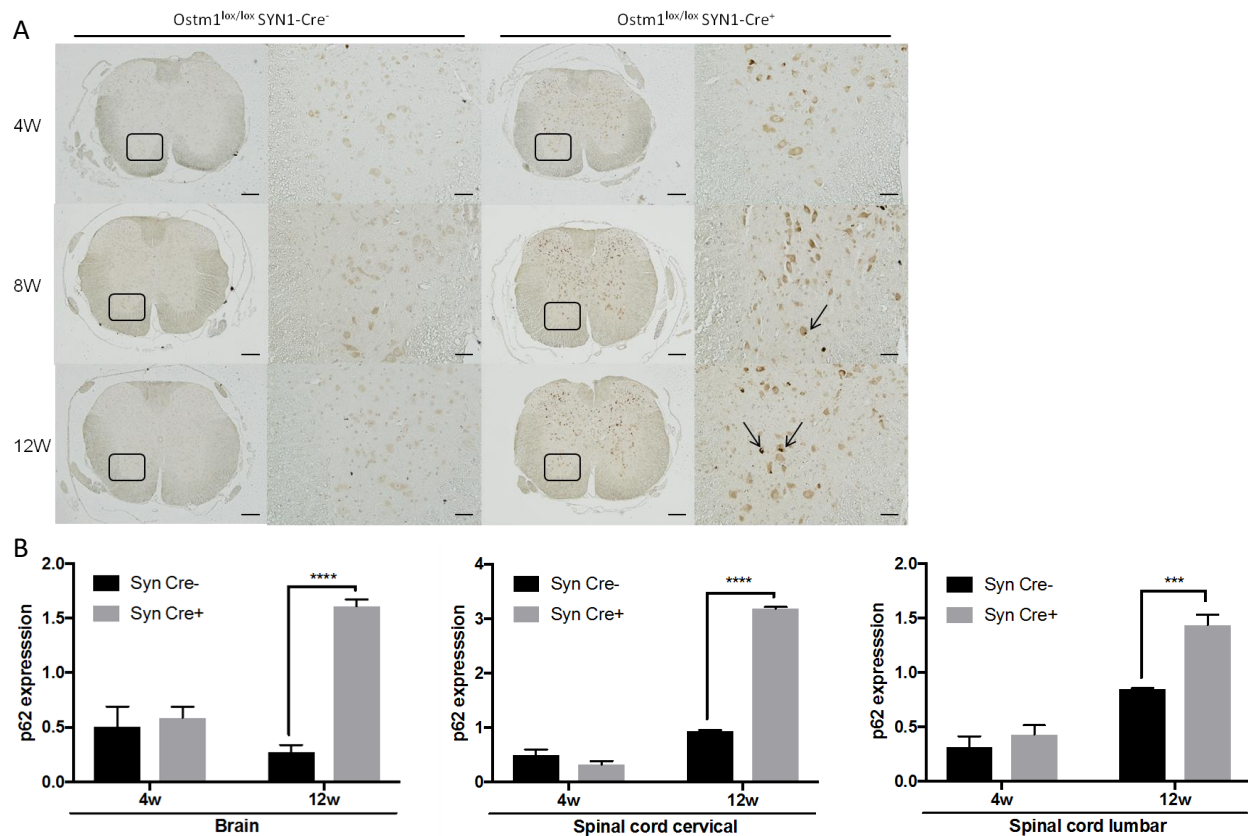 Ostm1lox/lox SYN1-Cre- Ostm1lox/lox SYN1-Cre+
A
4W
8W
12W
B
2.0
1.5
1.0
0.5
0.0
p62 expresssion
Syn Cre-
Syn Cre+
****
4w 12w
Brain
4
3
2
1
0
p62 expresssion
Syn Cre-
Syn Cre+
****
4w 12w
Spinal cord cervical
2.0
1.5
1.0
0.5
0.0
p62 expresssion
Syn Cre-
Syn Cre+
***
4w 12w
Spinal cord lumbar